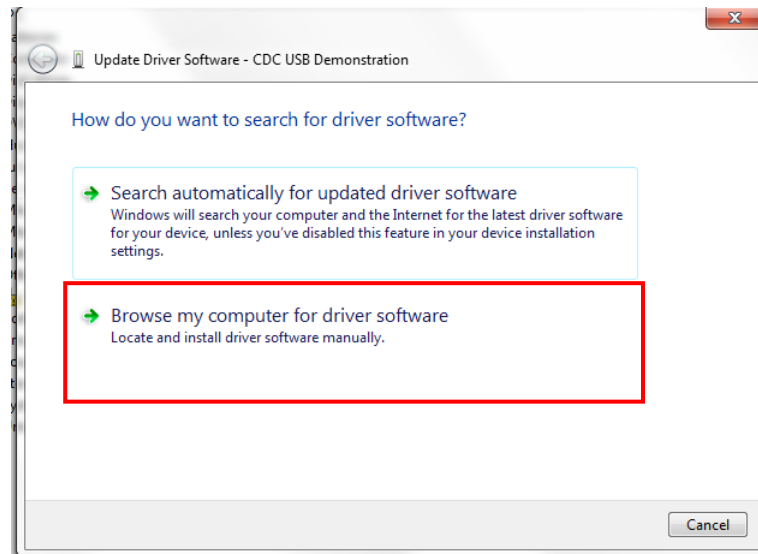 Update Driver Software - CDC USB Demonstration
How do you want to search for driver software?
Search automatically for updated driver software
Windows will search your computer and the Internet for the latest driver software
for your device, unless you've disabled this feature in your device installation
settings.
Browse my computer for driver software
Locate and install driver software manually.
Cancel